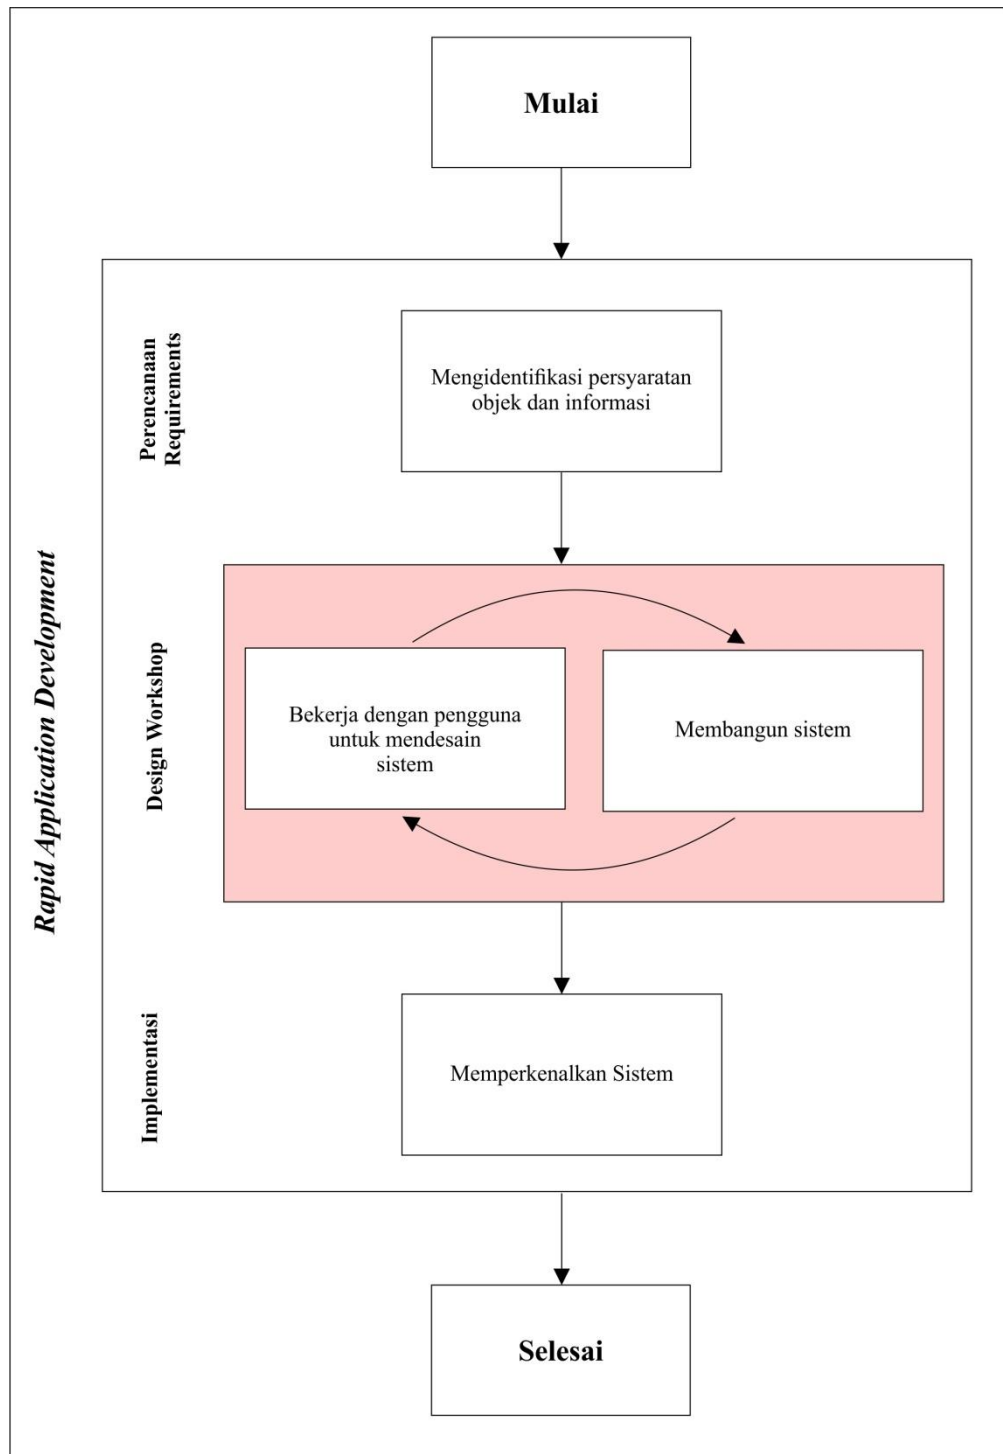 Mulai
Perencanaan
Requirements
Mengidentifikasi persyaratan
objek dan informasi
Rapid Application Development
Design Workshop
Bekerja dengan pengguna
untuk mendesain
sistem
Membangun sistem
Implementasi
Memperkenalkan Sistem
Selesai